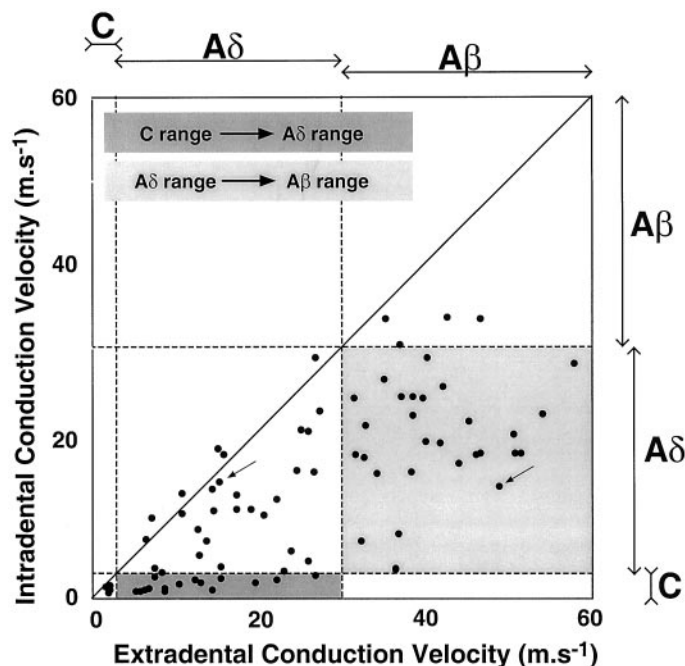 C
Aδ
Aβ
60
C range → Aδ range
Aδ range → Aβ range
Aβ
40
Intradental Conduction Velocity (m.s⁻¹)
20
Aδ
C
0
0 20 40 60
Extradental Conduction Velocity (m.s⁻¹)